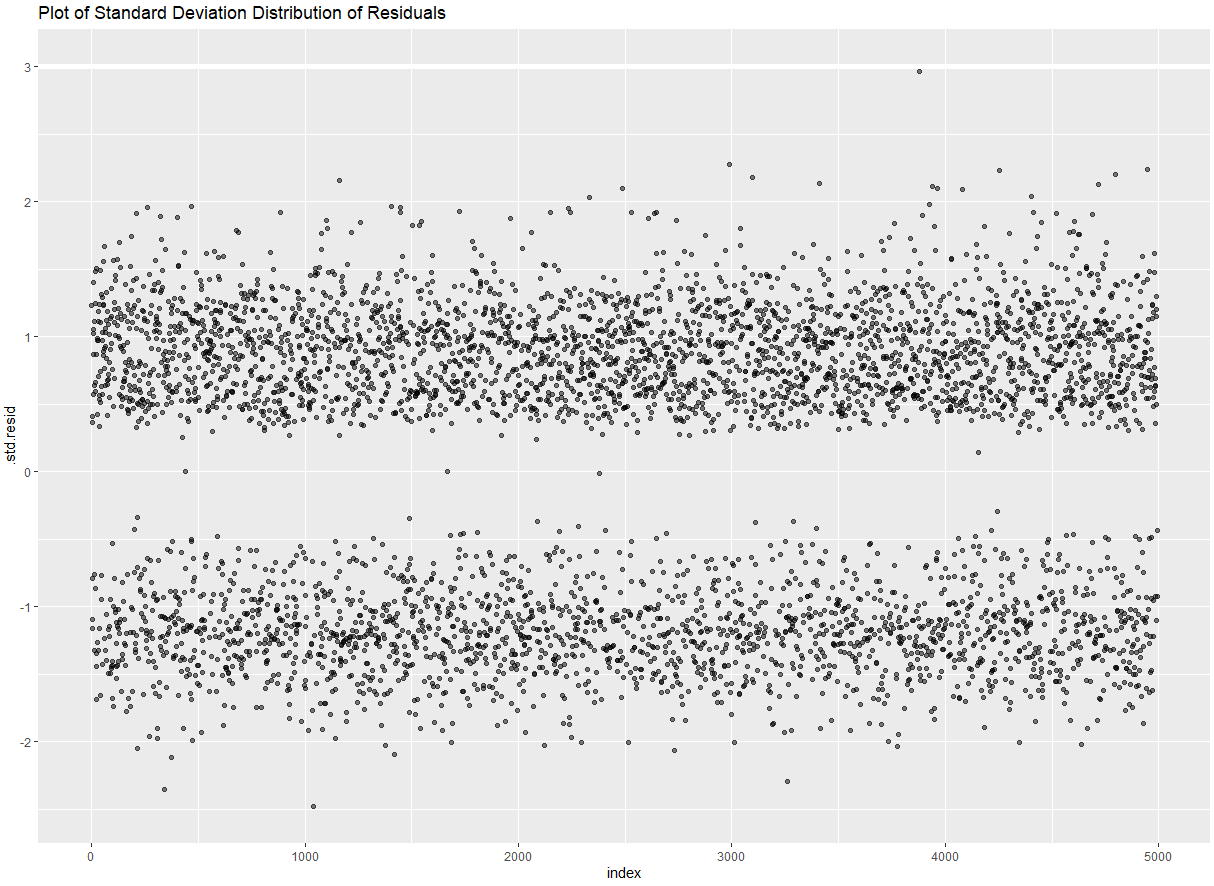 Plot of Standard Deviation Distribution of Residuals
3
2
1
0
-1
-2
.std.resid
0 1000 2000 3000 4000 5000
index